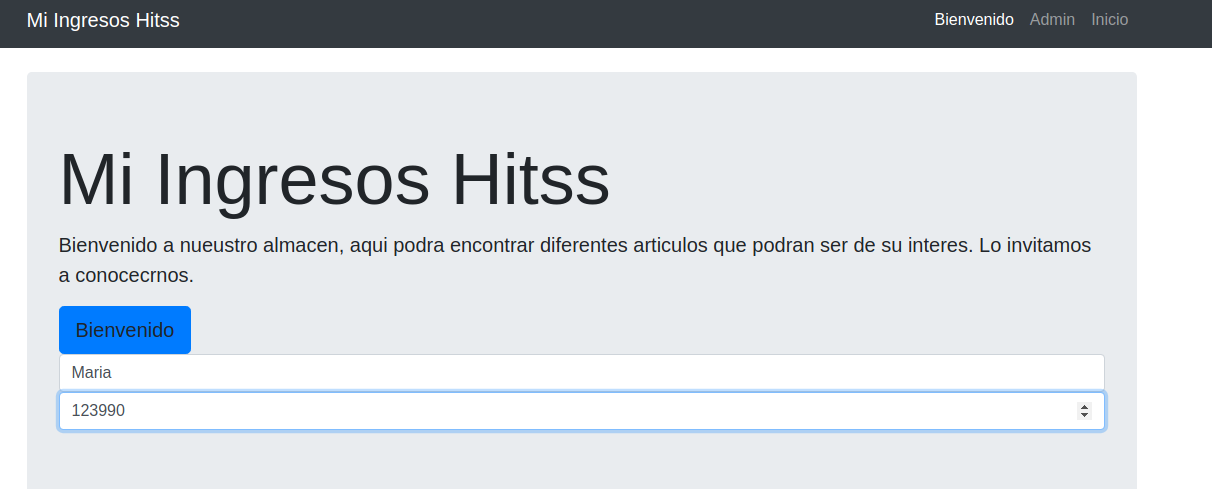 Mi Ingresos Hitss
Bienvenido Admin Inicio
Mi Ingresos Hitss
Bienvenido a nueustro almacen, aqui podra encontrar diferentes articulos que podran ser de su interes. Lo invitamos
a conocecrnos.
Bienvenido
Maria
123990